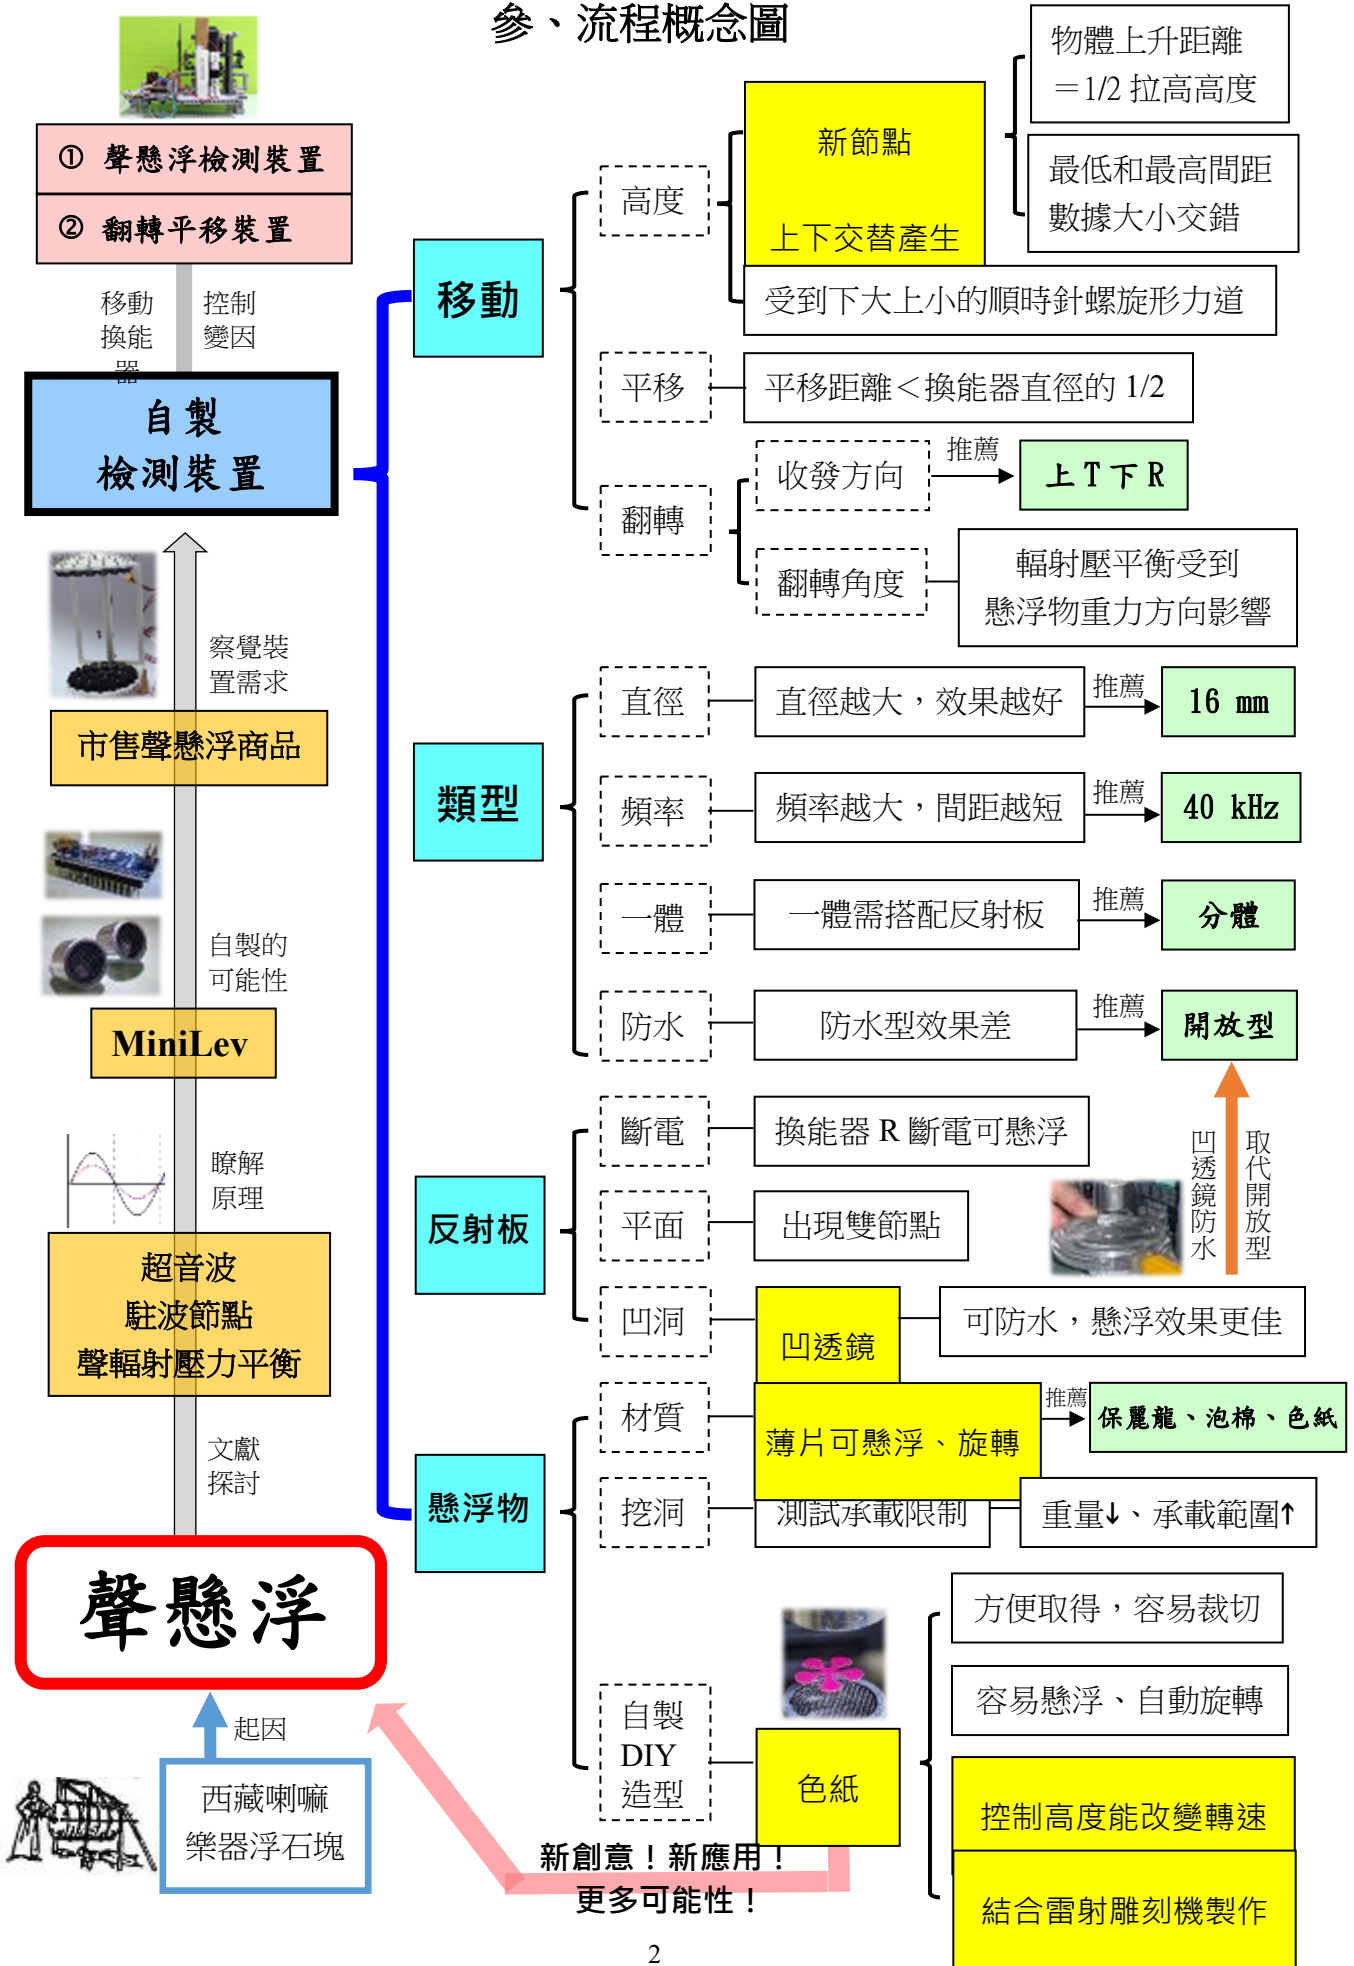 參、流程概念圖
① 聲懸浮檢測裝置
② 翻轉平移裝置
移動
換能
器
控制
變因
自製
檢測裝置
察覺裝
置需求
市售聲懸浮商品
自製的
可能性
MiniLev
瞭解
原理
超音波
駐波節點
聲輻射壓力平衡
文獻
探討
聲懸浮
起因
西藏喇嘛
樂器浮石塊
移動
高度
新節點
上下交替產生
物體上升距離
＝1/2 拉高高度
最低和最高間距
數據大小交錯
受到下大上小的順時針螺旋形力道
平移
平移距離＜換能器直徑的 1/2
翻轉
收發方向
推薦
上 T 下 R
翻轉角度
輻射壓平衡受到
懸浮物重力方向影響
類型
直徑
直徑越大，效果越好
推薦
16 mm
頻率
頻率越大，間距越短
推薦
40 kHz
一體
一體需搭配反射板
推薦
分體
防水
防水型效果差
推薦
開放型
凹透鏡防水
取代開放型
反射板
斷電
換能器 R 斷電可懸浮
平面
出現雙節點
凹洞
凹透鏡
可防水，懸浮效果更佳
懸浮物
材質
薄片可懸浮、旋轉
推薦
保麗龍、泡棉、色紙
挖洞
測試承載限制
重量↓、承載範圍↑
自製
DIY
造型
色紙
方便取得，容易裁切
容易懸浮、自動旋轉
控制高度能改變轉速
結合雷射雕刻機製作
新創意！新應用！
更多可能性！
2